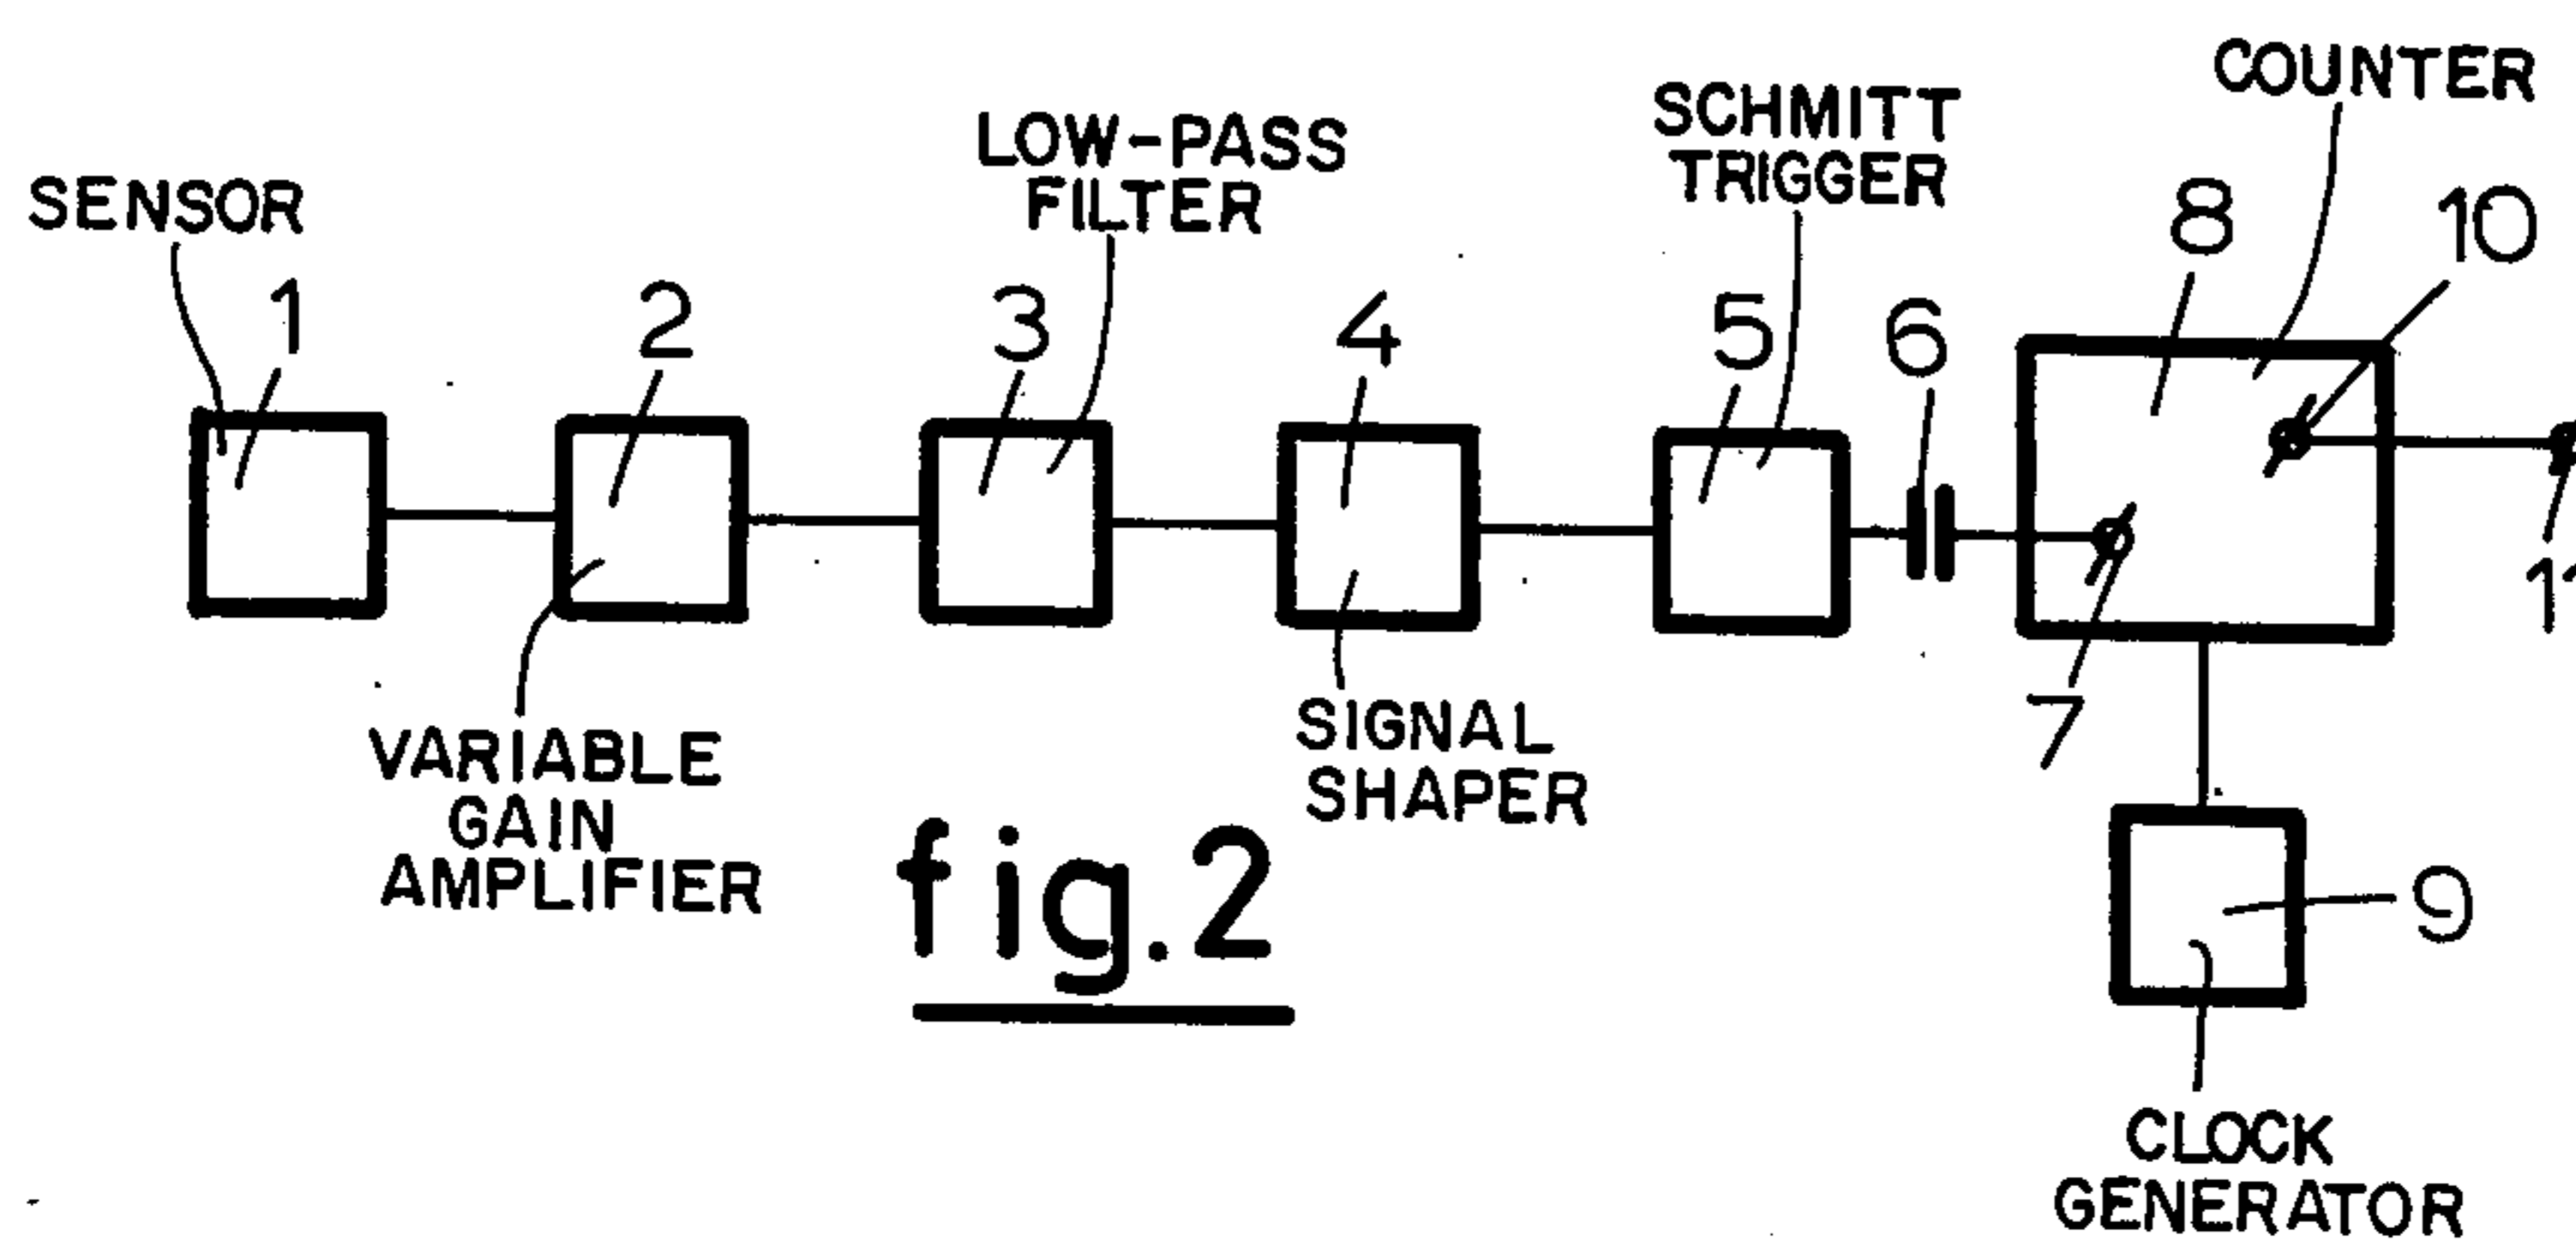 COUNTER
SCHMITT
TRIGGER
LOW-PASS
FILTER
SENSOR
8
10
1
2
3
4
5
6
11
7
VARIABLE
GAIN
AMPLIFIER
SIGNAL
SHAPER
fig.2
9
CLOCK
GENERATOR